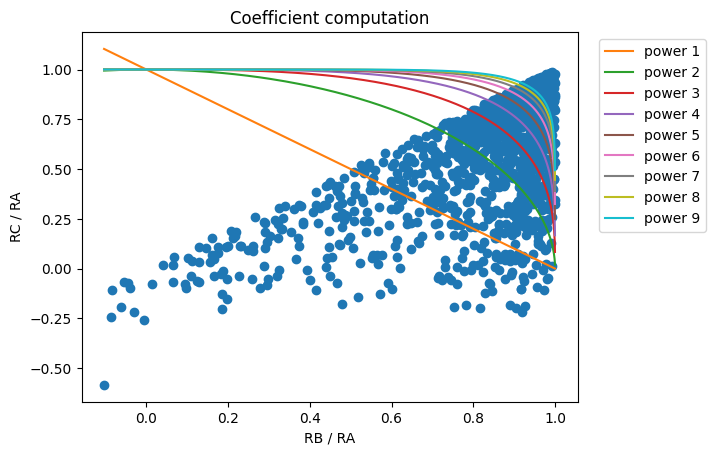 Coefficient computation
RC / RA
1.00
0.75
0.50
0.25
0.00
−0.25
−0.50
0.0 0.2 0.4 0.6 0.8 1.0
RB / RA
power 1
power 2
power 3
power 4
power 5
power 6
power 7
power 8
power 9